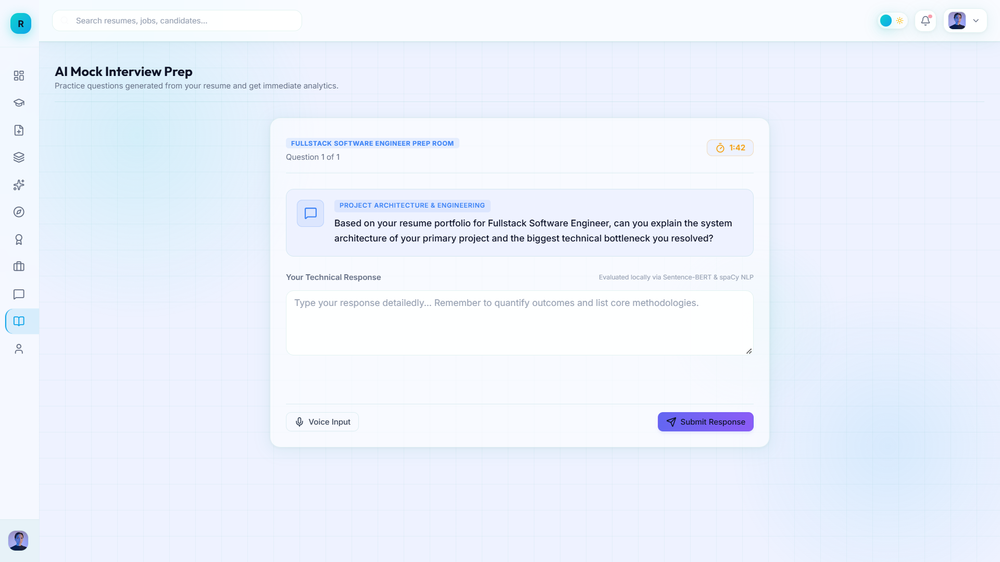 R
Search resumes, jobs, candidates...
AI Mock Interview Prep
Practice questions generated from your resume and get immediate analytics.
FULLSTACK SOFTWARE ENGINEER PREP ROOM
Question 1 of 1
1:42
PROJECT ARCHITECTURE & ENGINEERING
Based on your resume portfolio for Fullstack Software Engineer, can you explain the system
architecture of your primary project and the biggest technical bottleneck you resolved?
Your Technical Response
Evaluated locally via Sentence-BERT & spaCy NLP
Type your response detailedly... Remember to quantify outcomes and list core methodologies.
Voice Input
Submit Response